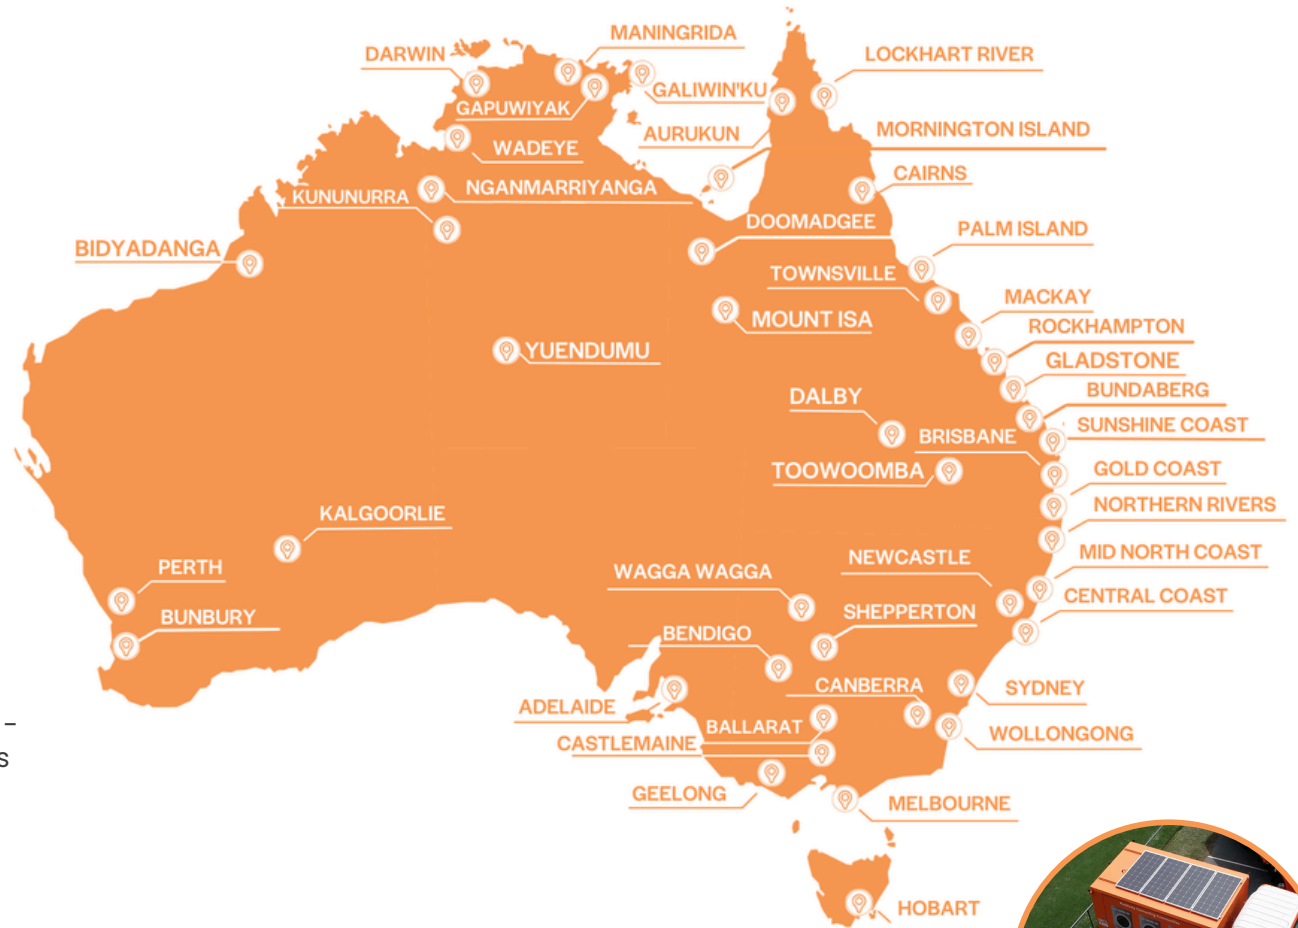 MANINGRIDA
DARWIN
LOCKHART RIVER
GALIWIN'KU
GAPUWIYAK
AURUKUN
MORNINGTON ISLAND
WADEYE
CAIRNS
NGANMARRIYANGA
KUNUNURRA
DOOMADGEE
PALM ISLAND
BIDYADANGA
TOWNSVILLE
MACKAY
MOUNT ISA
ROCKHAMPTON
YUENDUMU
GLADSTONE
BUNDABERG
DALBY
SUNSHINE COAST
BRISBANE
GOLD COAST
TOOWOOMBA
NORTHERN RIVERS
KALGOORLIE
MID NORTH COAST
NEWCASTLE
PERTH
WAGGA WAGGA
CENTRAL COAST
SHEPPERTON
BUNBURY
BENDIGO
CANBERRA
SYDNEY
ADELAIDE
–
BALLARAT
WOLLONGONG
CASTLEMAINE
s
GEELONG
MELBOURNE
HOBART